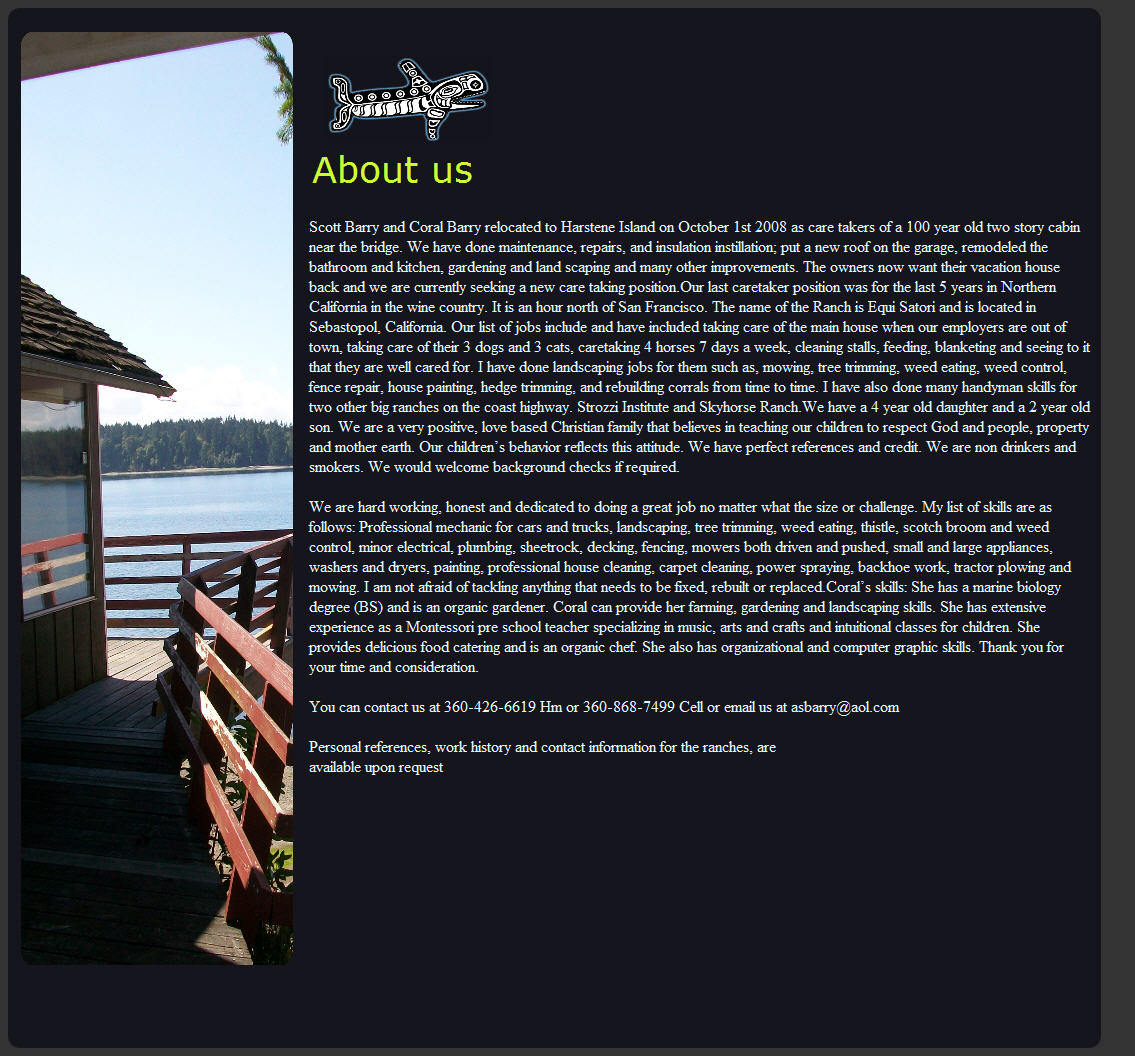 About us
Scott Barry and Coral Barry relocated to Harstene Island on October 1st 2008 as care takers of a 100 year old two story cabin
near the bridge. We have done maintenance, repairs, and insulation instillation; put a new roof on the garage, remodeled the
bathroom and kitchen, gardening and land scaping and many other improvements. The owners now want their vacation house
back and we are currently seeking a new care taking position.Our last caretaker position was for the last 5 years in Northern
California in the wine country. It is an hour north of San Francisco. The name of the Ranch is Equi Satori and is located in
Sebastopol, California. Our list of jobs include and have included taking care of the main house when our employers are out of
town, taking care of their 3 dogs and 3 cats, caretaking 4 horses 7 days a week, cleaning stalls, feeding, blanketing and seeing to it
that they are well cared for. I have done landscaping jobs for them such as, mowing, tree trimming, weed eating, weed control,
fence repair, house painting, hedge trimming, and rebuilding corrals from time to time. I have also done many handyman skills for
two other big ranches on the coast highway. Strozzi Institute and Skyhorse Ranch.We have a 4 year old daughter and a 2 year old
son. We are a very positive, love based Christian family that believes in teaching our children to respect God and people, property
and mother earth. Our children’s behavior reflects this attitude. We have perfect references and credit. We are non drinkers and
smokers. We would welcome background checks if required.
We are hard working, honest and dedicated to doing a great job no matter what the size or challenge. My list of skills are as
follows: Professional mechanic for cars and trucks, landscaping, tree trimming, weed eating, thistle, scotch broom and weed
control, minor electrical, plumbing, sheetrock, decking, fencing, mowers both driven and pushed, small and large appliances,
washers and dryers, painting, professional house cleaning, carpet cleaning, power spraying, backhoe work, tractor plowing and
mowing. I am not afraid of tackling anything that needs to be fixed, rebuilt or replaced.Coral’s skills: She has a marine biology
degree (BS) and is an organic gardener. Coral can provide her farming, gardening and landscaping skills. She has extensive
experience as a Montessori pre school teacher specializing in music, arts and crafts and intuitional classes for children. She
provides delicious food catering and is an organic chef. She also has organizational and computer graphic skills. Thank you for
your time and consideration.
You can contact us at 360-426-6619 Hm or 360-868-7499 Cell or email us at asbarry@aol.com
Personal references, work history and contact information for the ranches, are
available upon request